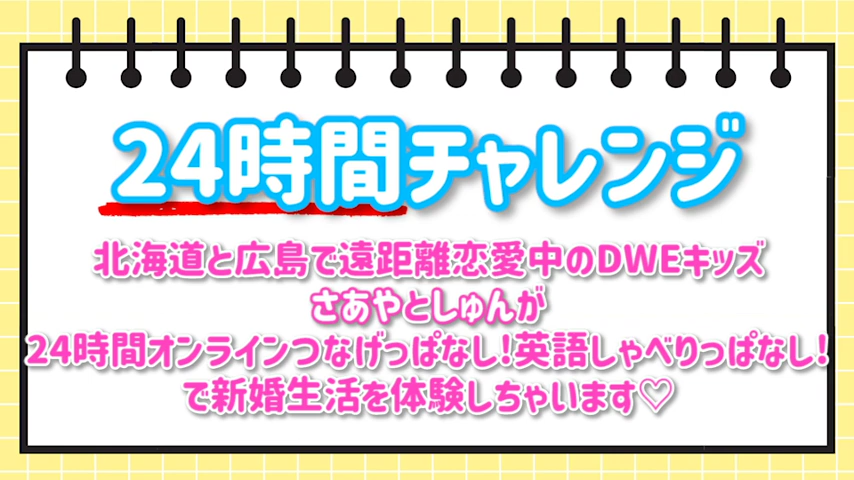 24時間チャレンジ
北海道と広島で遠距離恋愛中のDWEキッズ
さあやとしゅんが
24時間オンラインつなげっぱなし!英語しゃべりっぱなし!
で新婚生活を体験しちゃいます♡